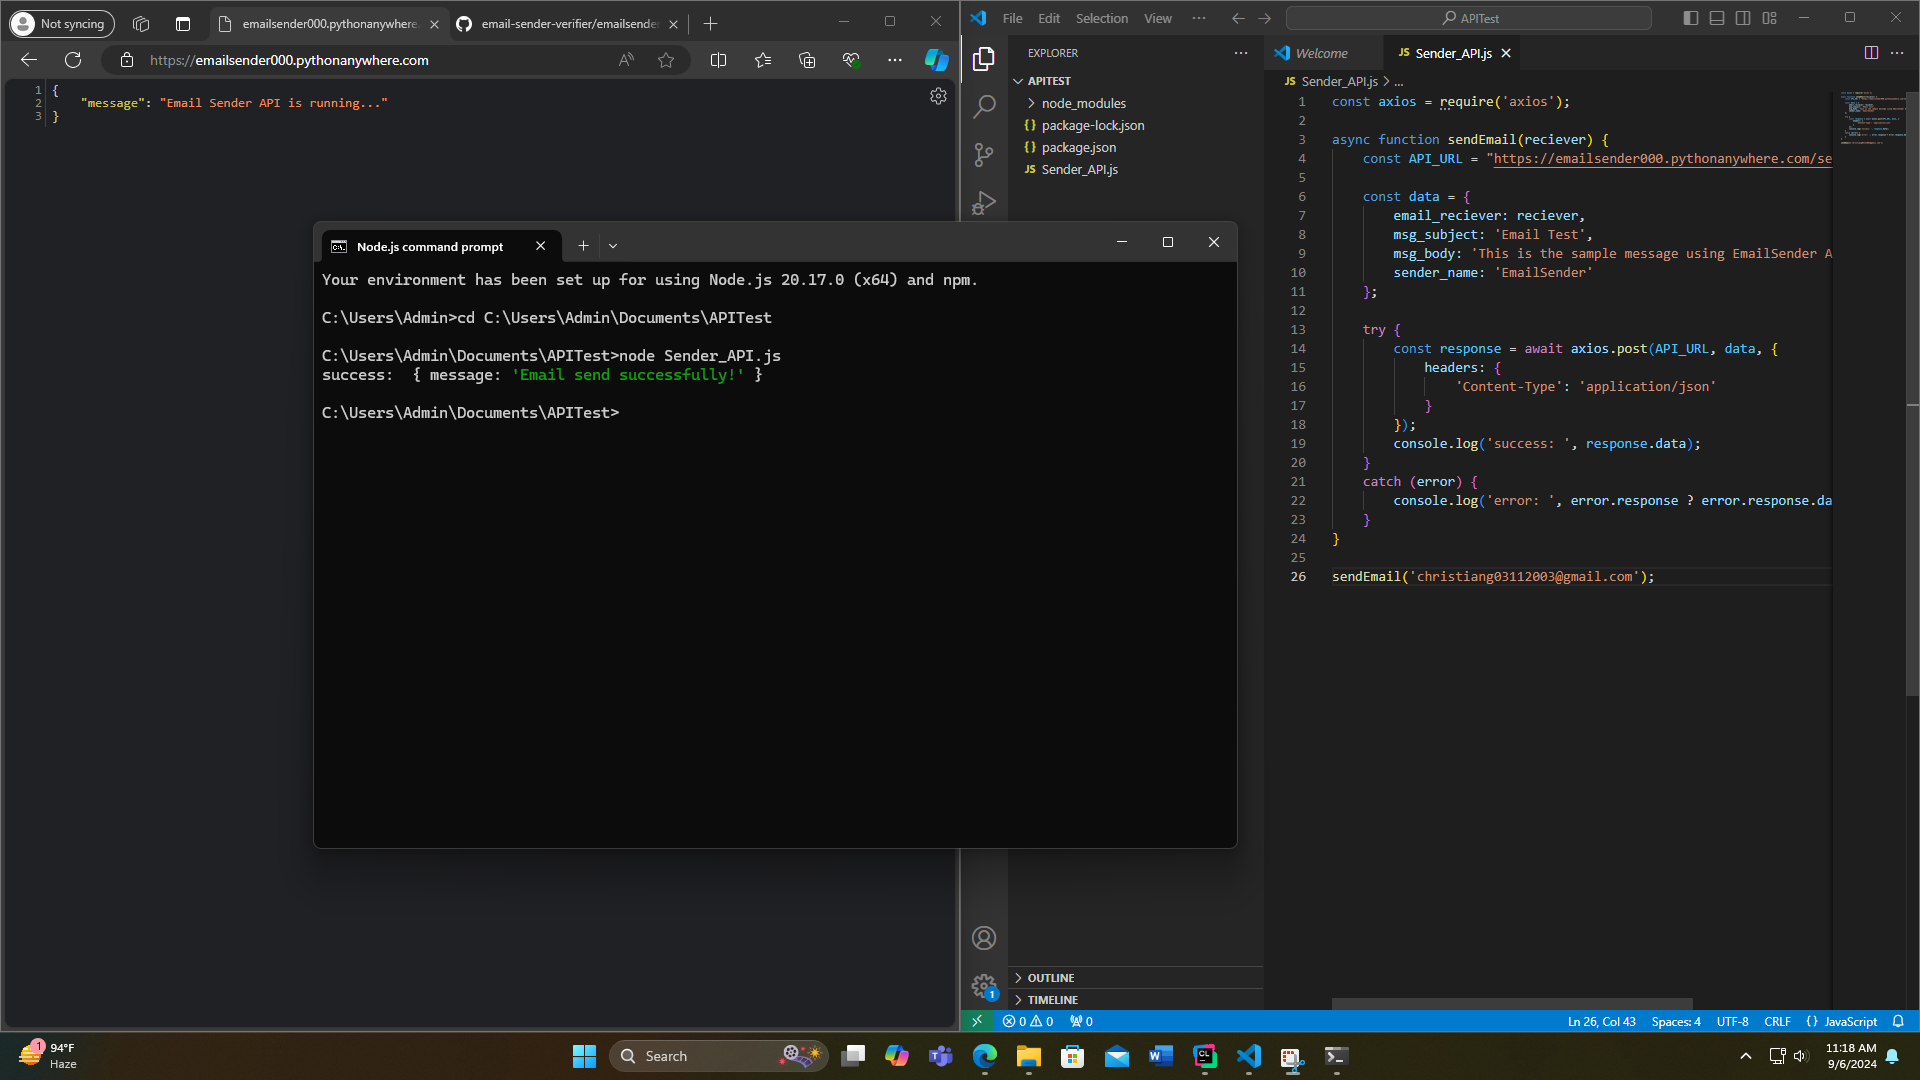 Not syncing
emailsender000.pythonanywhere.
email-sender-verifier/emailsende
https://emailsender000.pythonanywhere.com
1 {
2 "message": "Email Sender API is running..."
3 }
Node.js command prompt
Your environment has been set up for using Node.js 20.17.0 (x64) and npm.
C:\Users\Admin>cd C:\Users\Admin\Documents\APITest
C:\Users\Admin\Documents\APITest>node Sender_API.js
success: { message: 'Email send successfully!' }
C:\Users\Admin\Documents\APITest>
File Edit Selection View ... APITest
EXPLORER
APITEST
node_modules
{} package-lock.json
{} package.json
JS Sender_API.js
OUTLINE
TIMELINE
Welcome
JS Sender_API.js
JS Sender_API.js > ...
1 const axios = require('axios');
2
3 async function sendEmail(reciever) {
4 const API_URL = "https://emailsender000.pythonanywhere.com/se
5
6 const data = {
7 email_reciever: reciever,
8 msg_subject: 'Email Test',
9 msg_body: 'This is the sample message using EmailSender A
10 sender_name: 'EmailSender'
11 };
12
13 try {
14 const response = await axios.post(API_URL, data, {
15 headers: {
16 'Content-Type': 'application/json'
17 }
18 });
19 console.log('success: ', response.data);
20 }
21 catch (error) {
22 console.log('error: ', error.response ? error.response.da
23 }
24 }
25
26 sendEmail('christiang03112003@gmail.com');
1
0 0 0
Ln 26, Col 43 Spaces: 4 UTF-8 CRLF {} JavaScript
1
94°F
Haze
Search
11:18 AM
9/6/2024